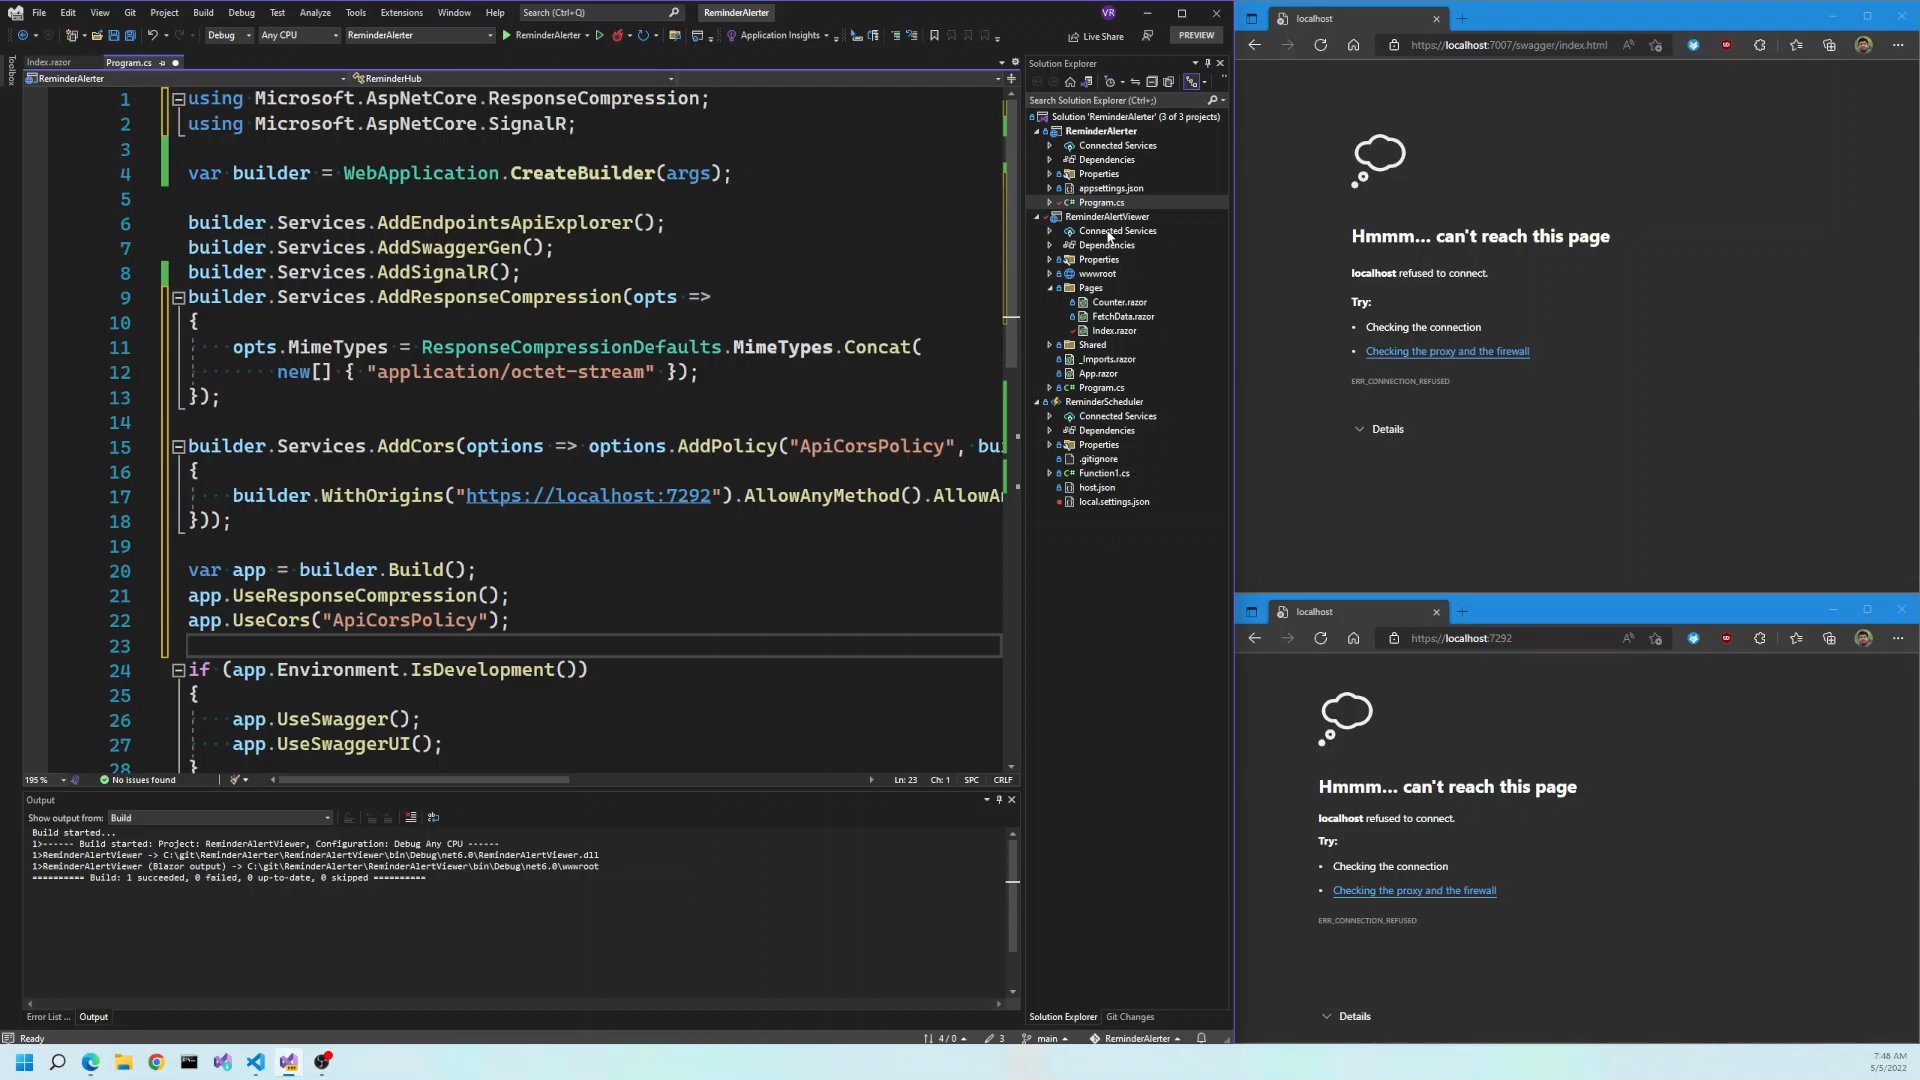 File Edit View Git Project Build Debug Test Analyze Tools Extensions Window Help Search (Ctrl+Q) ReminderAlerter VR
Debug Any CPU ReminderAlerter ReminderAlerter Application Insights Live Share PREVIEW
Toolbox
Index.razor Program.cs
ReminderAlerter ReminderHub
1 using Microsoft.AspNetCore.ResponseCompression;
2 using Microsoft.AspNetCore.SignalR;
3
4 var builder = WebApplication.CreateBuilder(args);
5
6 builder.Services.AddEndpointsApiExplorer();
7 builder.Services.AddSwaggerGen();
8 builder.Services.AddSignalR();
9 builder.Services.AddResponseCompression(opts =>
10 {
11 opts.MimeTypes = ResponseCompressionDefaults.MimeTypes.Concat(
12 new[] { "application/octet-stream" });
13 });
14
15 builder.Services.AddCors(options => options.AddPolicy("ApiCorsPolicy", bu
16 {
17 builder.WithOrigins("https://localhost:7292").AllowAnyMethod().AllowA
18 }));
19
20 var app = builder.Build();
21 app.UseResponseCompression();
22 app.UseCors("ApiCorsPolicy");
23
24 if (app.Environment.IsDevelopment())
25 {
26 app.UseSwagger();
27 app.UseSwaggerUI();
28 }
195 % No issues found Ln: 23 Ch: 1 SPC CRLF
Output
Show output from: Build
Build started...
1>------ Build started: Project: ReminderAlertViewer, Configuration: Debug Any CPU ------
1>ReminderAlertViewer -> C:\git\ReminderAlerter\ReminderAlertViewer\bin\Debug\net6.0\ReminderAlertViewer.dll
1>ReminderAlertViewer (Blazor output) -> C:\git\ReminderAlerter\ReminderAlertViewer\bin\Debug\net6.0\wwwroot
========== Build: 1 succeeded, 0 failed, 0 up-to-date, 0 skipped ==========
Error List ... Output
Ready 4 / 0 3 main ReminderAlerter
Solution Explorer
Search Solution Explorer (Ctrl+;)
Solution 'ReminderAlerter' (3 of 3 projects)
ReminderAlerter
Connected Services
Dependencies
Properties
appsettings.json
C# Program.cs
ReminderAlertViewer
Connected Services
Dependencies
Properties
wwwroot
Pages
Counter.razor
FetchData.razor
Index.razor
Shared
_Imports.razor
App.razor
C# Program.cs
ReminderScheduler
Connected Services
Dependencies
Properties
.gitignore
C# Function1.cs
host.json
local.settings.json
Solution Explorer Git Changes
localhost
https://localhost:7007/swagger/index.html
Hmmm... can't reach this page
localhost refused to connect.
Try:
• Checking the connection
• Checking the proxy and the firewall
ERR_CONNECTION_REFUSED
Details
localhost
https://localhost:7292
Hmmm... can't reach this page
localhost refused to connect.
Try:
• Checking the connection
• Checking the proxy and the firewall
ERR_CONNECTION_REFUSED
Details
7:48 AM
5/5/2022